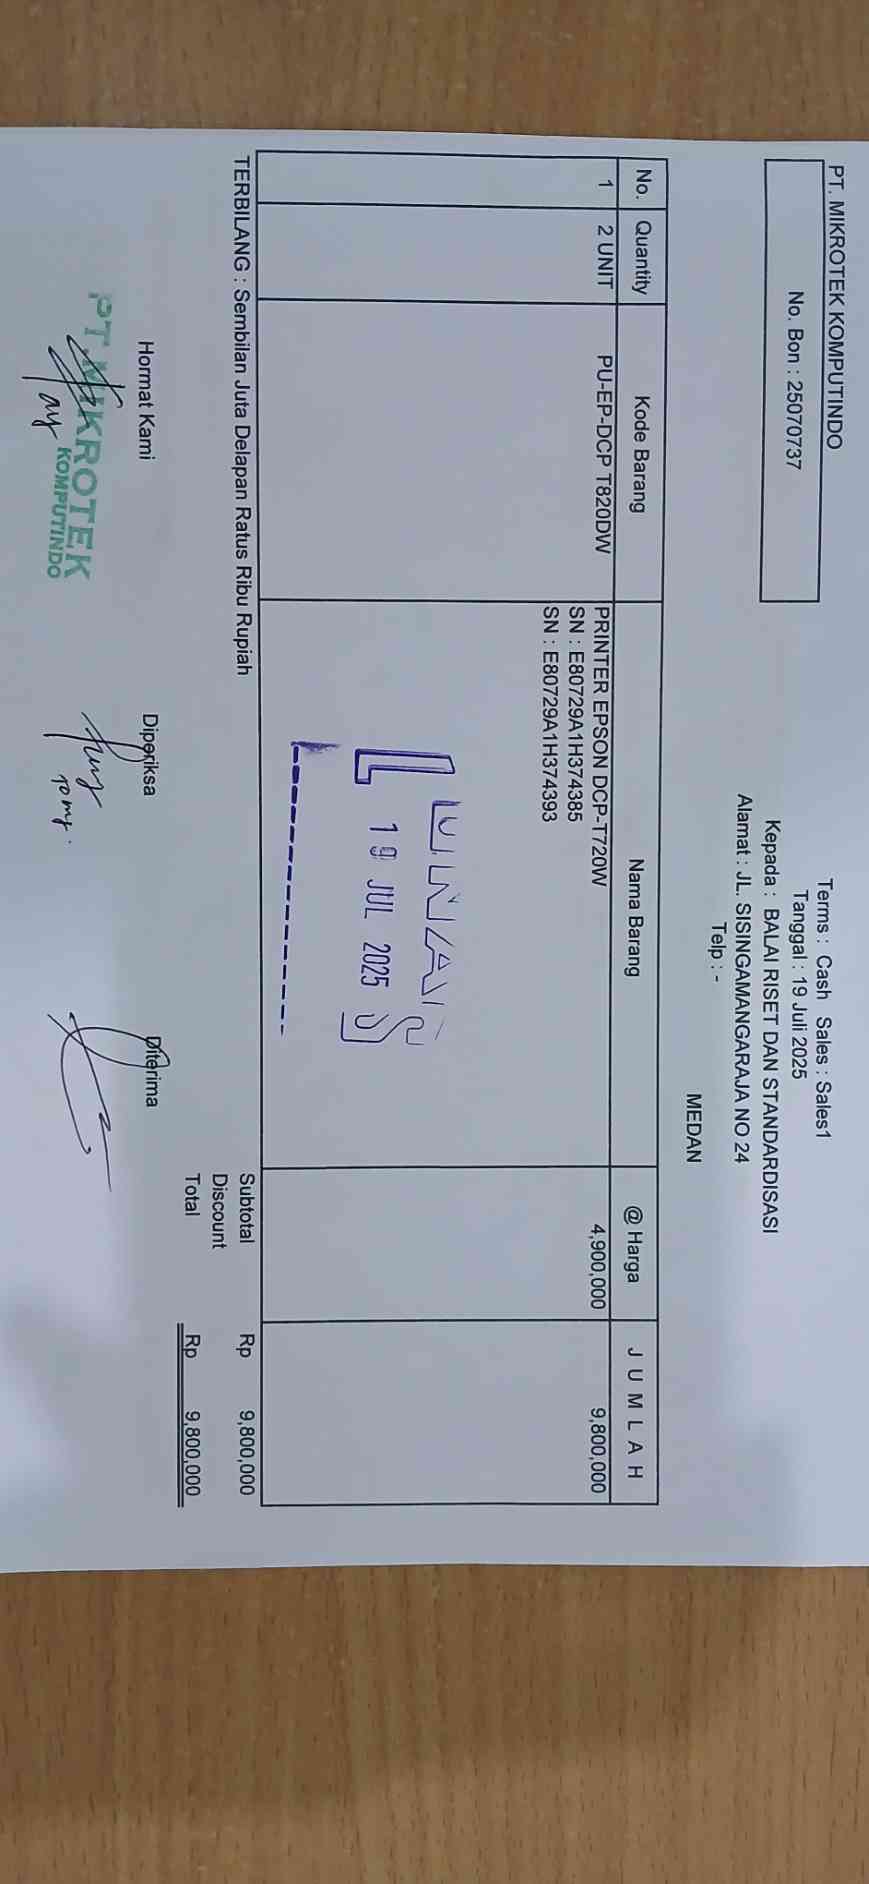 PT. MIKROTEK KOMPUTINDO
No. Bon : 25070737
Terms : Cash Sales : Sales1
Tanggal : 19 Juli 2025
Kepada : BALAI RISET DAN STANDARDISASI
Alamat : JL. SISINGAMANGARAJA NO 24
Telp : -
MEDAN
No. Quantity Kode Barang Nama Barang @ Harga J U M L A H
1 2 UNIT PU-EP-DCP T820DW PRINTER EPSON DCP-T720W 4,900,000 9,800,000
SN : E80729A1H374385
SN : E80729A1H374393
LUNAS
19 JUL 2025
TERBILANG : Sembilan Juta Delapan Ratus Ribu Rupiah
Subtotal Rp 9,800,000
Discount
Total Rp 9,800,000
Hormat Kami Diperiksa Diterima
PT. MIKROTEK
KOMPUTINDO